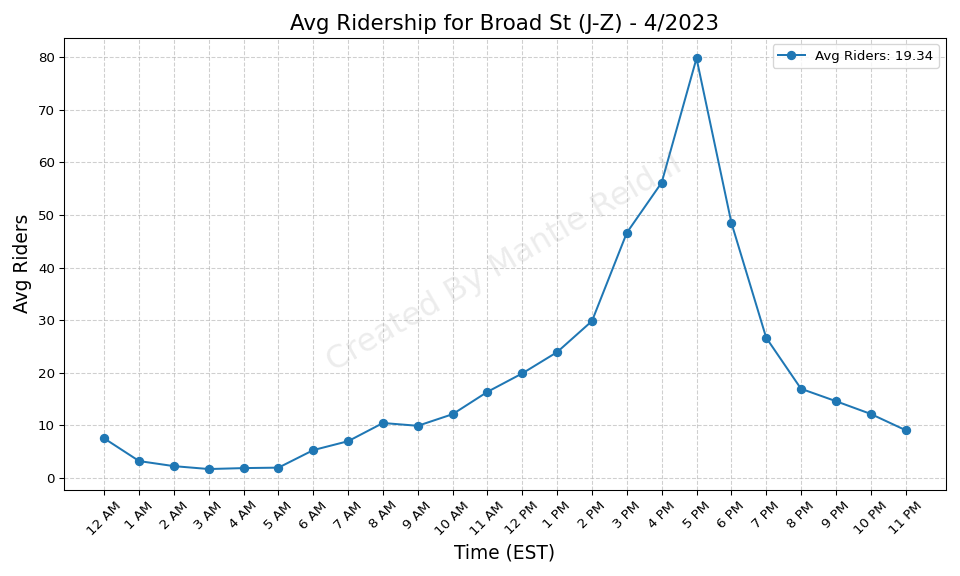 Avg Ridership for Broad St (J-Z) - 4/2023
Avg Riders: 19.34
Avg Riders
80
70
60
50
40
30
20
10
0
Created By Mantie Reid II
12 AM
1 AM
2 AM
3 AM
4 AM
5 AM
6 AM
7 AM
8 AM
9 AM
10 AM
11 AM
12 PM
1 PM
2 PM
3 PM
4 PM
5 PM
6 PM
7 PM
8 PM
9 PM
10 PM
11 PM
Time (EST)